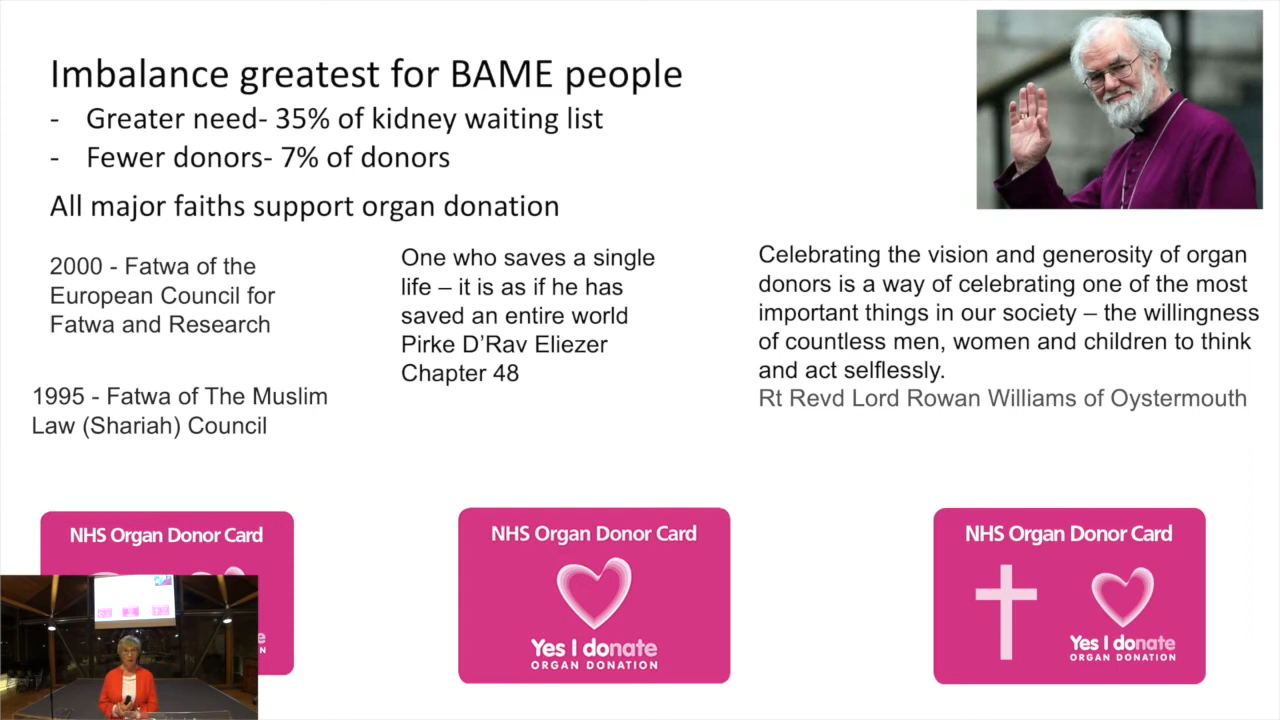 Imbalance greatest for BAME people
- Greater need- 35% of kidney waiting list
- Fewer donors- 7% of donors
All major faiths support organ donation
2000 - Fatwa of the
European Council for
Fatwa and Research
1995 - Fatwa of The Muslim
Law (Shariah) Council
One who saves a single
life – it is as if he has
saved an entire world
Pirke D’Rav Eliezer
Chapter 48
Celebrating the vision and generosity of organ
donors is a way of celebrating one of the most
important things in our society – the willingness
of countless men, women and children to think
and act selflessly.
Rt Revd Lord Rowan Williams of Oystermouth
NHS Organ Donor Card
NHS Organ Donor Card
Yes I donate
ORGAN DONATION
NHS Organ Donor Card
Yes I donate
ORGAN DONATION